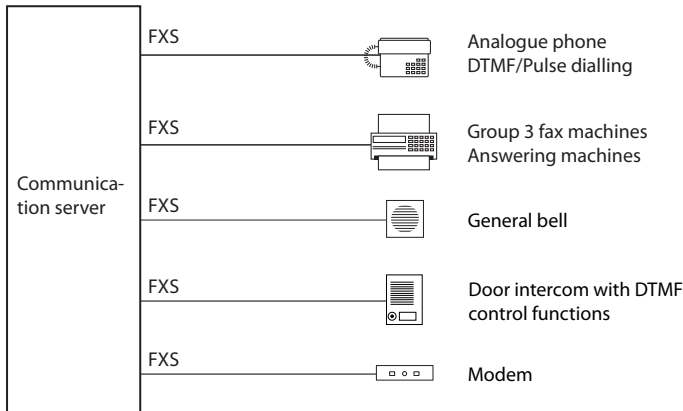 FXS
Analogue phone
DTMF/Pulse dialling
FXS
Group 3 fax machines
Answering machines
Communica-
tion server
FXS
General bell
FXS
Door intercom with DTMF
control functions
FXS
Modem